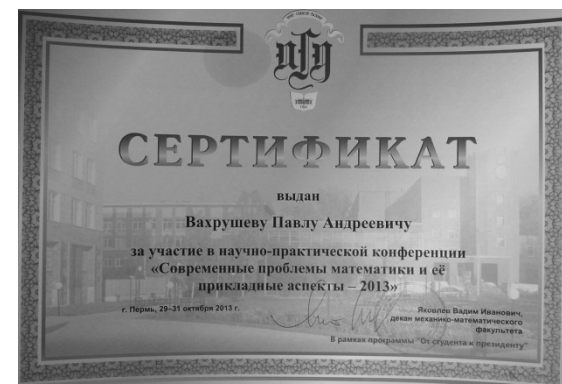 ПГУ
СЕРТИФИКАТ
выдан
Вахрушеву Павлу Андреевичу
за участие в научно-практической конференции
«Современные проблемы математики и её
прикладные аспекты – 2013»
г. Пермь, 29–31 октября 2013 г.
Яковлев Вадим Иванович,
декан механико-математического
факультета
В рамках программы "От студента к президенту"